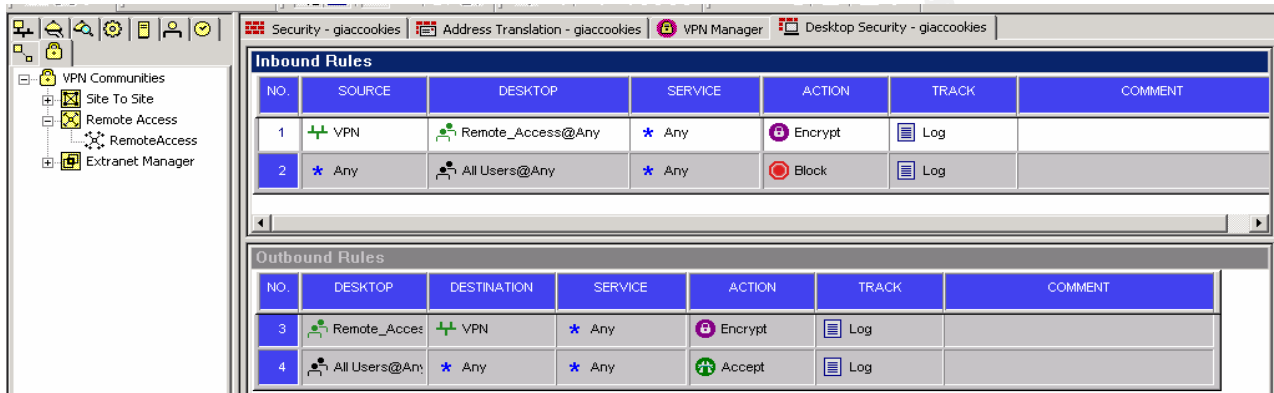 Security - giaccookies Address Translation - giaccookies VPN Manager Desktop Security - giaccookies
VPN Communities
Site To Site
Remote Access
RemoteAccess
Extranet Manager
Inbound Rules
NO. SOURCE DESKTOP SERVICE ACTION TRACK COMMENT
1 VPN Remote_Access@Any * Any Encrypt Log
2 * Any All Users@Any * Any Block Log
Outbound Rules
NO. DESKTOP DESTINATION SERVICE ACTION TRACK COMMENT
3 Remote_Acces VPN * Any Encrypt Log
4 All Users@Any * Any * Any Accept Log